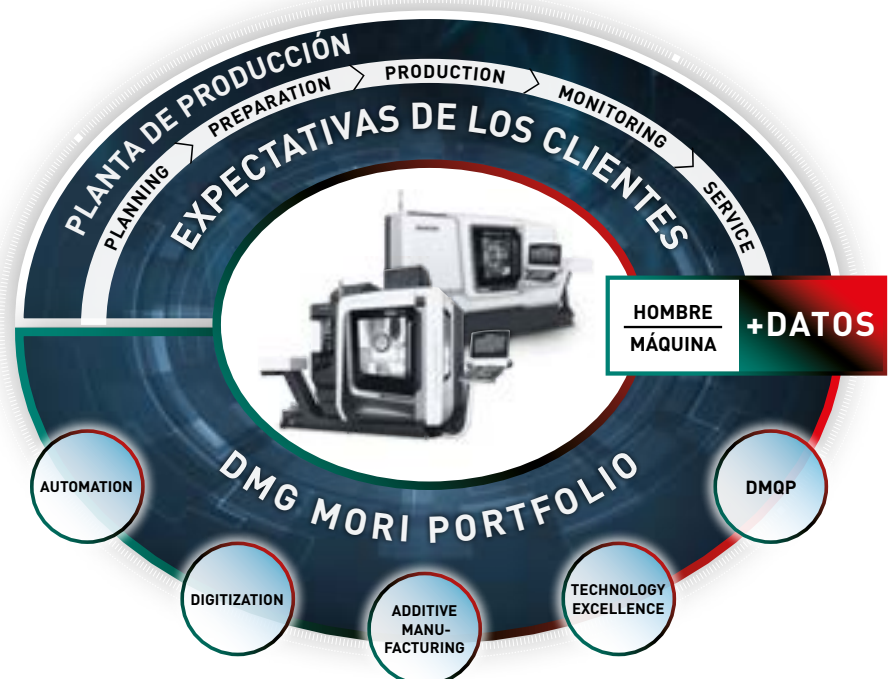 PLANTA DE PRODUCCIÓN
PLANNING
PREPARATION
PRODUCTION
MONITORING
SERVICE
EXPECTATIVAS DE LOS CLIENTES
HOMBRE
MÁQUINA
+DATOS
DMG MORI PORTFOLIO
AUTOMATION
DIGITIZATION
ADDITIVE
MANU-
FACTURING
TECHNOLOGY
EXCELLENCE
DMQP